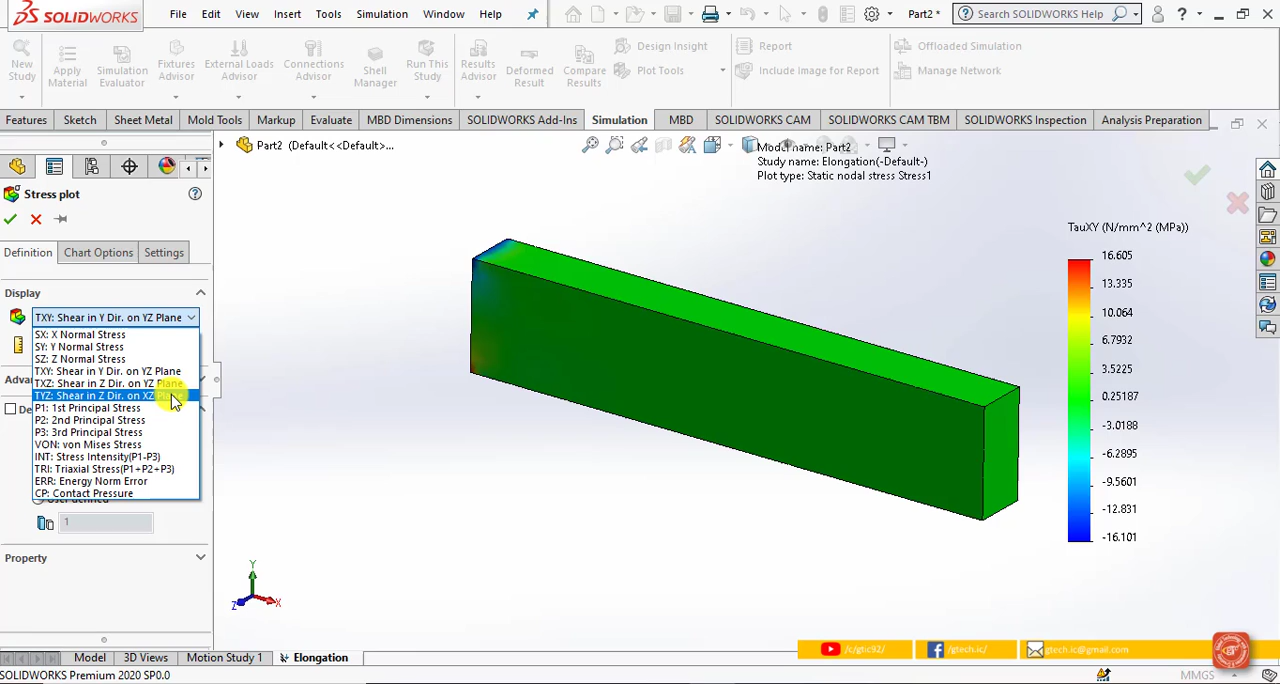 SOLIDWORKS File Edit View Insert Tools Simulation Window Help Part2 * Search SOLIDWORKS Help
New Study
Apply Material
Simulation Evaluator
Fixtures Advisor
External Loads Advisor
Connections Advisor
Shell Manager
Run This Study
Results Advisor
Deformed Result
Compare Results
Design Insight
Plot Tools
Report
Include Image for Report
Offloaded Simulation
Manage Network
Features Sketch Sheet Metal Mold Tools Markup Evaluate MBD Dimensions SOLIDWORKS Add-Ins Simulation MBD SOLIDWORKS CAM SOLIDWORKS CAM TBM SOLIDWORKS Inspection Analysis Preparation
Part2 (Default<<Default>...
Model name: Part2
Study name: Elongation(-Default-)
Plot type: Static nodal stress Stress1
Stress plot
Definition Chart Options Settings
Display
TXY: Shear in Y Dir. on YZ Plane
SX: X Normal Stress
SY: Y Normal Stress
SZ: Z Normal Stress
TXY: Shear in Y Dir. on YZ Plane
TXZ: Shear in Z Dir. on YZ Plane
TYZ: Shear in Z Dir. on XZ Plane
P1: 1st Principal Stress
P2: 2nd Principal Stress
P3: 3rd Principal Stress
VON: von Mises Stress
INT: Stress Intensity(P1-P3)
TRI: Triaxial Stress(P1+P2+P3)
ERR: Energy Norm Error
CP: Contact Pressure
1
Property
TauXY (N/mm^2 (MPa))
16.605
13.335
10.064
6.7938
3.5225
0.25187
-3.0188
-6.2895
-9.5601
-12.831
-16.101
Y
Z X
Model 3D Views Motion Study 1 Elongation
/c/gtic92/ /gtech.ic/ gtech.ic@gmail.com
SOLIDWORKS Premium 2020 SP0.0 MMGS